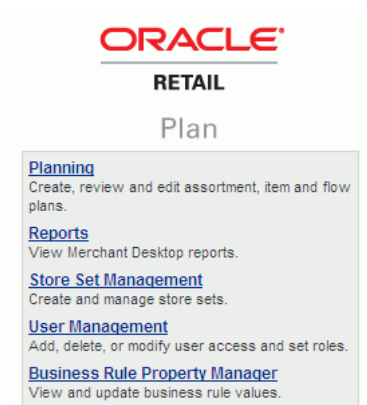 ORACLE
RETAIL
Plan
Planning
Create, review and edit assortment, item and flow
plans.
Reports
View Merchant Desktop reports.
Store Set Management
Create and manage store sets.
User Management
Add, delete, or modify user access and set roles.
Business Rule Property Manager
View and update business rule values.